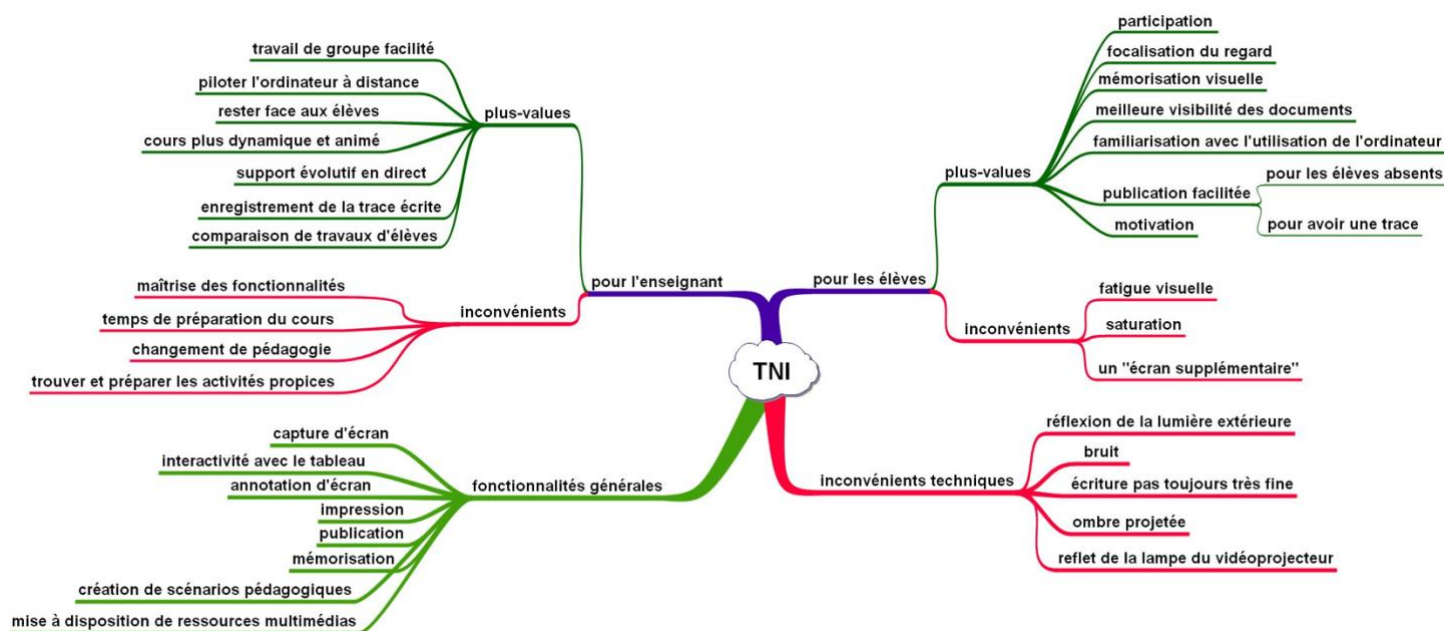 TNI
pour l'enseignant
plus-values
travail de groupe facilité
piloter l'ordinateur à distance
rester face aux élèves
cours plus dynamique et animé
support évolutif en direct
enregistrement de la trace écrite
comparaison de travaux d'élèves
inconvénients
maîtrise des fonctionnalités
temps de préparation du cours
changement de pédagogie
trouver et préparer les activités propices
fonctionnalités générales
capture d'écran
interactivité avec le tableau
annotation d'écran
impression
publication
mémorisation
création de scénarios pédagogiques
mise à disposition de ressources multimédias
pour les élèves
plus-values
participation
focalisation du regard
mémorisation visuelle
meilleure visibilité des documents
familiarisation avec l'utilisation de l'ordinateur
publication facilitée
pour les élèves absents
pour avoir une trace
motivation
inconvénients
fatigue visuelle
saturation
un "écran supplémentaire"
inconvénients techniques
réflexion de la lumière extérieure
bruit
écriture pas toujours très fine
ombre projetée
reflet de la lampe du vidéoprojecteur